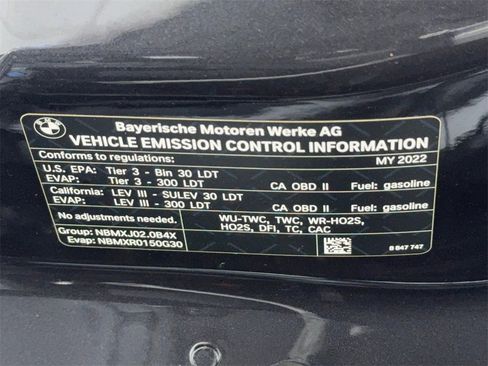 BMW
Bayerische Motoren Werke AG
VEHICLE EMISSION CONTROL INFORMATION
Conforms to regulations: MY 2022
U.S. EPA: Tier 3 - Bin 30 LDT
EVAP: Tier 3 - 300 LDT CA OBD II Fuel: gasoline
California: LEV III - SULEV 30 LDT
EVAP: LEV III - 300 LDT CA OBD II Fuel: gasoline
No adjustments needed. WU-TWC, TWC, WR-HO2S,
HO2S, DFI, TC, CAC
Group: NBMXJ02.0B4X
Evap: NBMXR0150G30 8 847 747